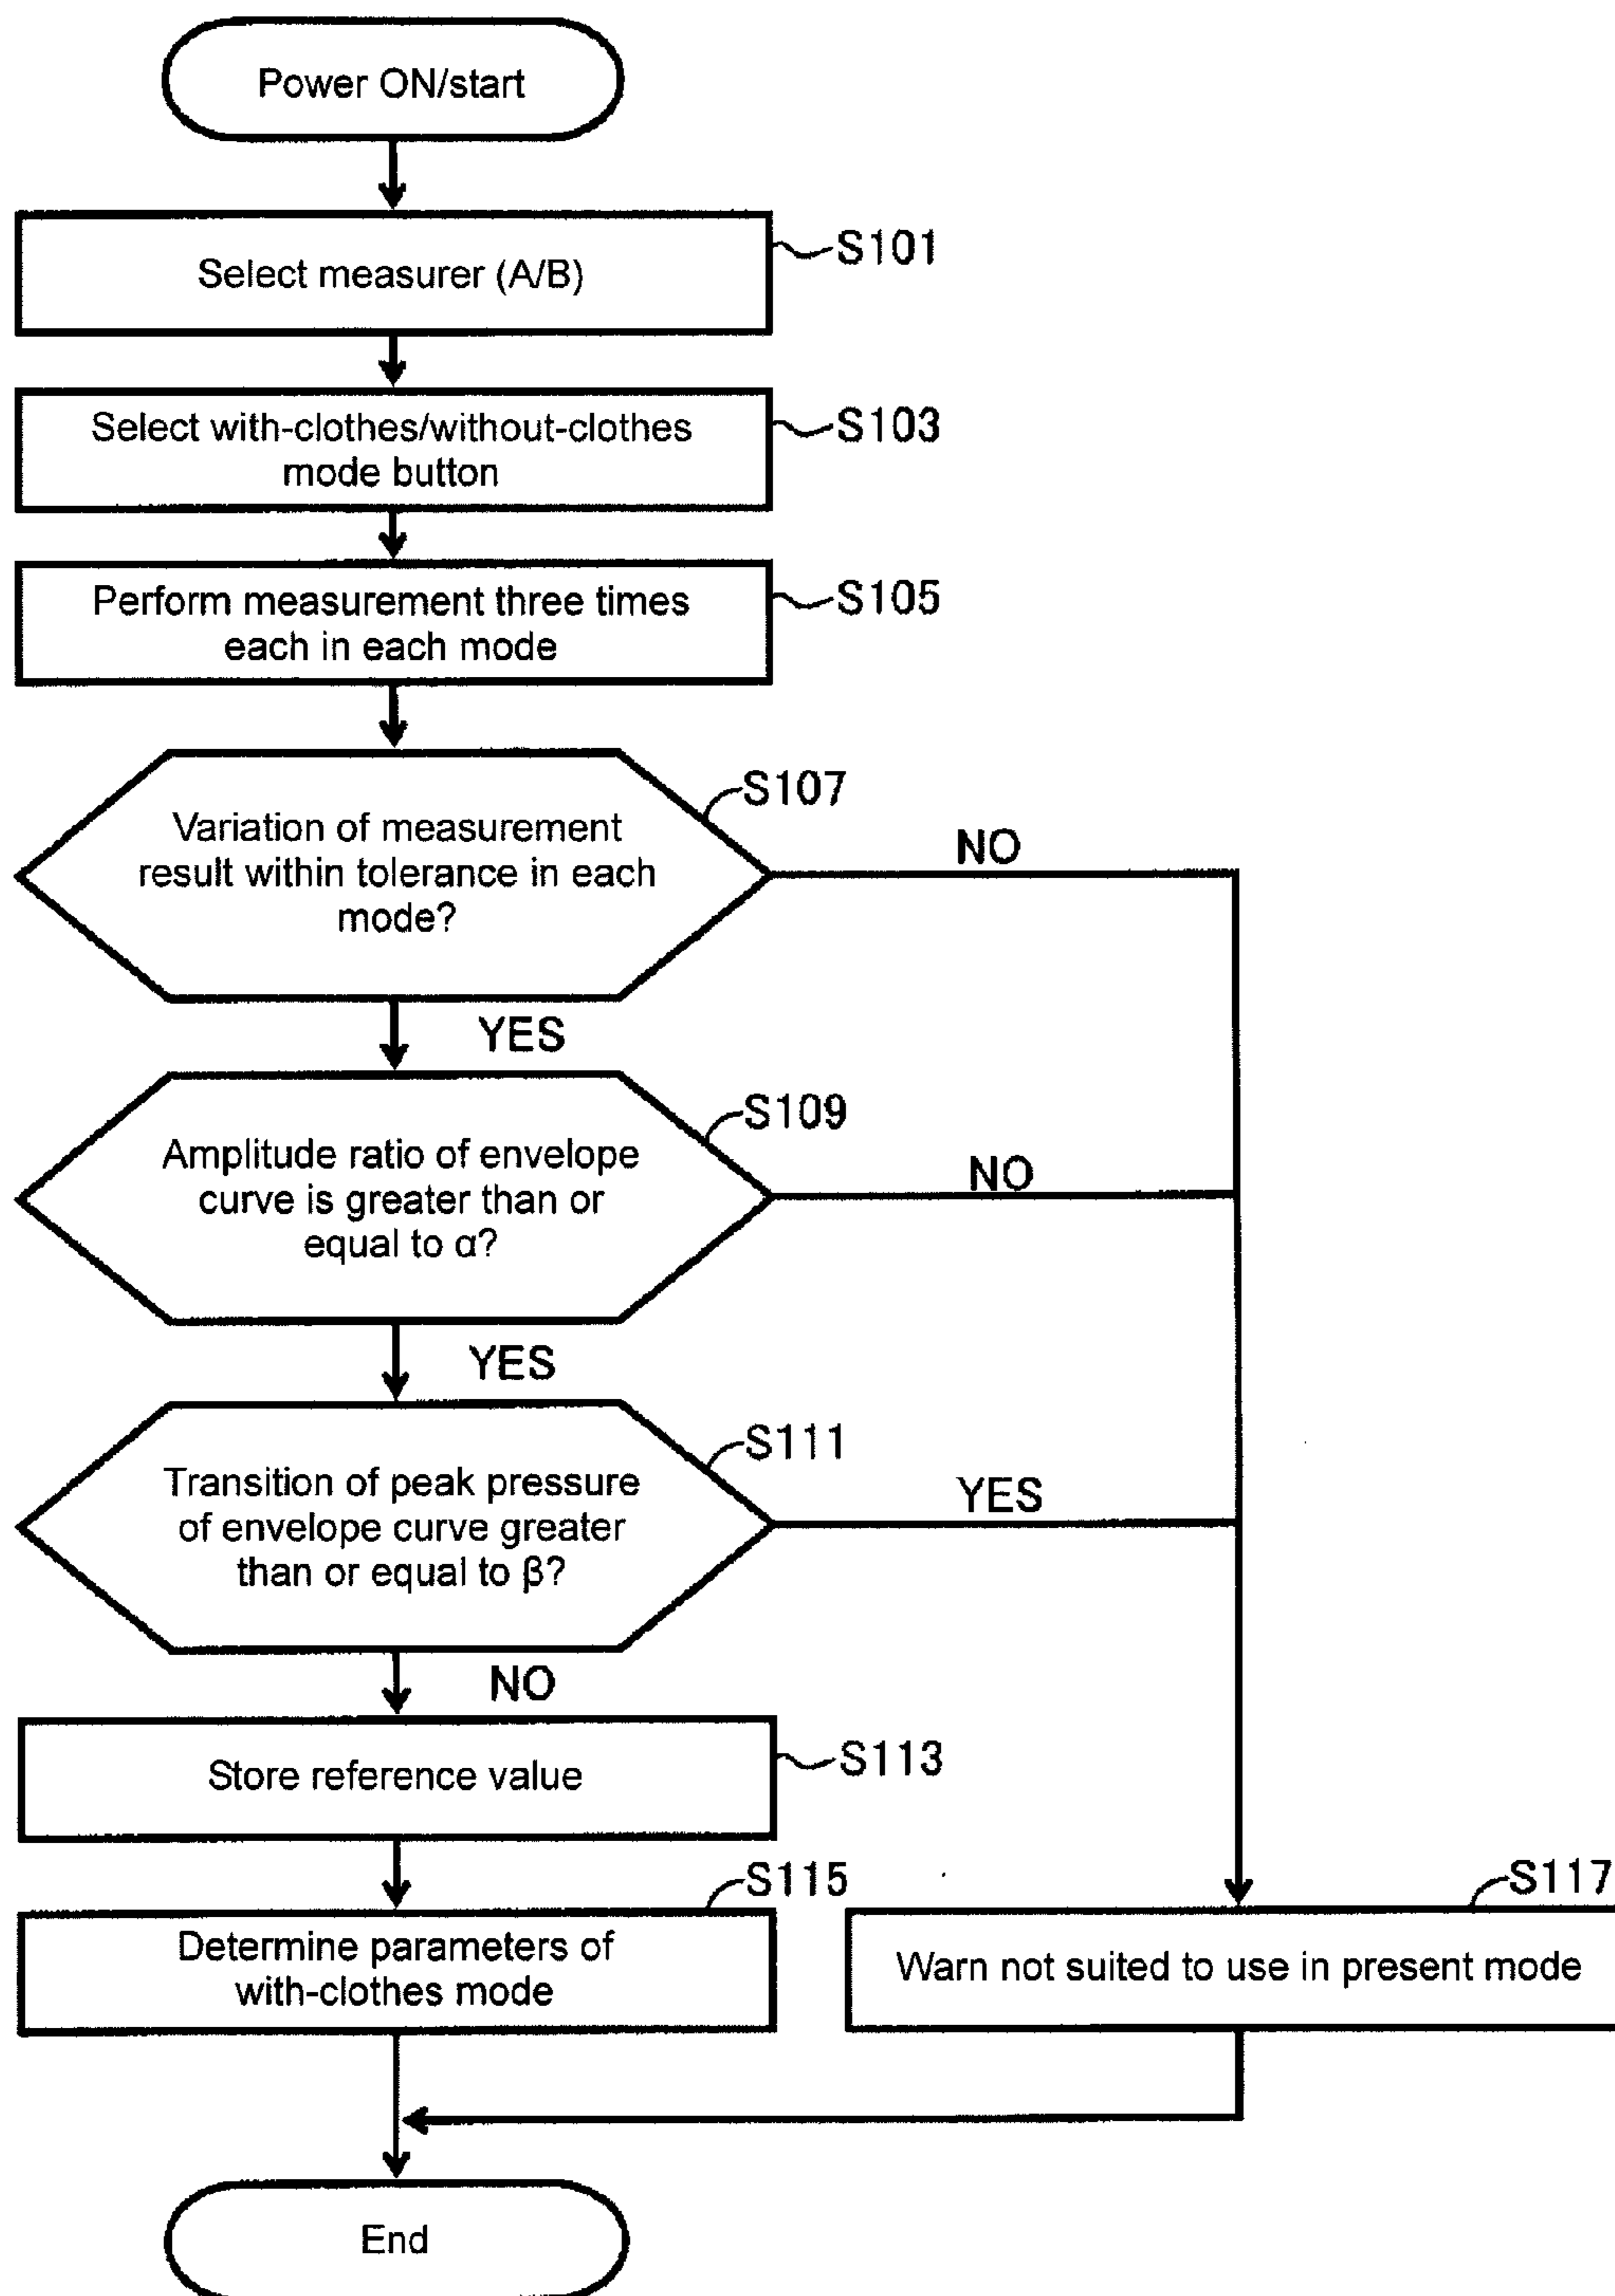 Power ON/start
Select measurer (A/B)
S101
Select with-clothes/without-clothes
mode button
S103
Perform measurement three times
each in each mode
S105
Variation of measurement
result within tolerance in each
mode?
S107
NO
YES
Amplitude ratio of envelope
curve is greater than or
equal to α?
S109
NO
YES
Transition of peak pressure
of envelope curve greater
than or equal to β?
S111
YES
NO
Store reference value
S113
Determine parameters of
with-clothes mode
S115
Warn not suited to use in present mode
S117
End